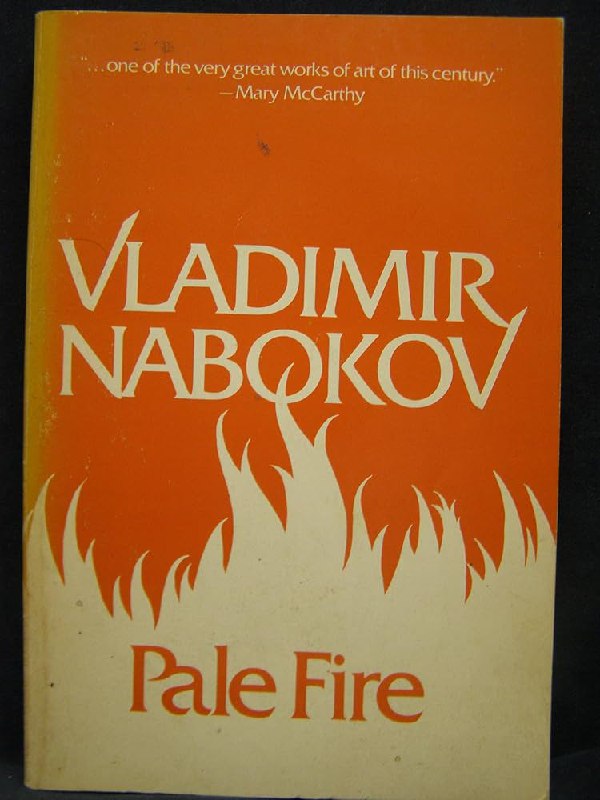 "...one of the very great works of art of this century."
—Mary McCarthy
VLADIMIR
NABOKOV
Pale Fire